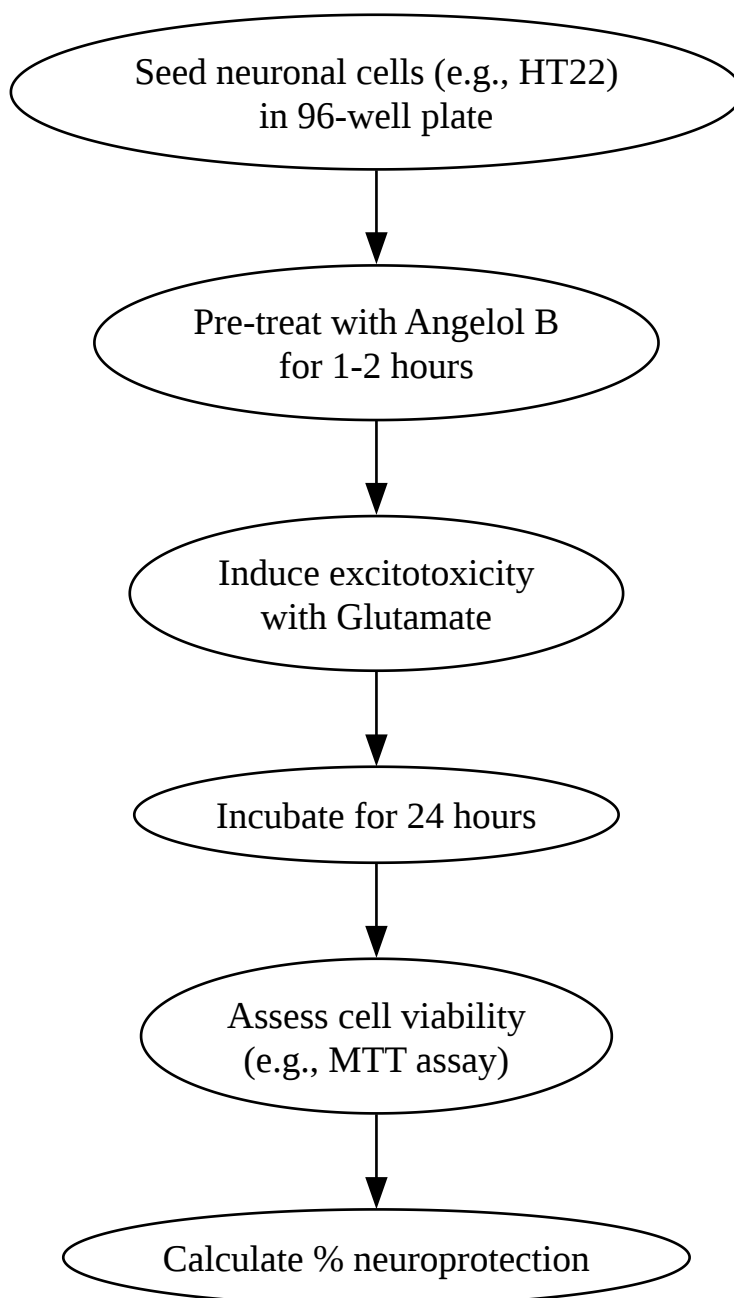 Seed neuronal cells (e.g., HT22)
in 96-well plate
Pre-treat with Angelol B
for 1-2 hours
Induce excitotoxicity
with Glutamate
Incubate for 24 hours
Assess cell viability
(e.g., MTT assay)
Calculate % neuroprotection